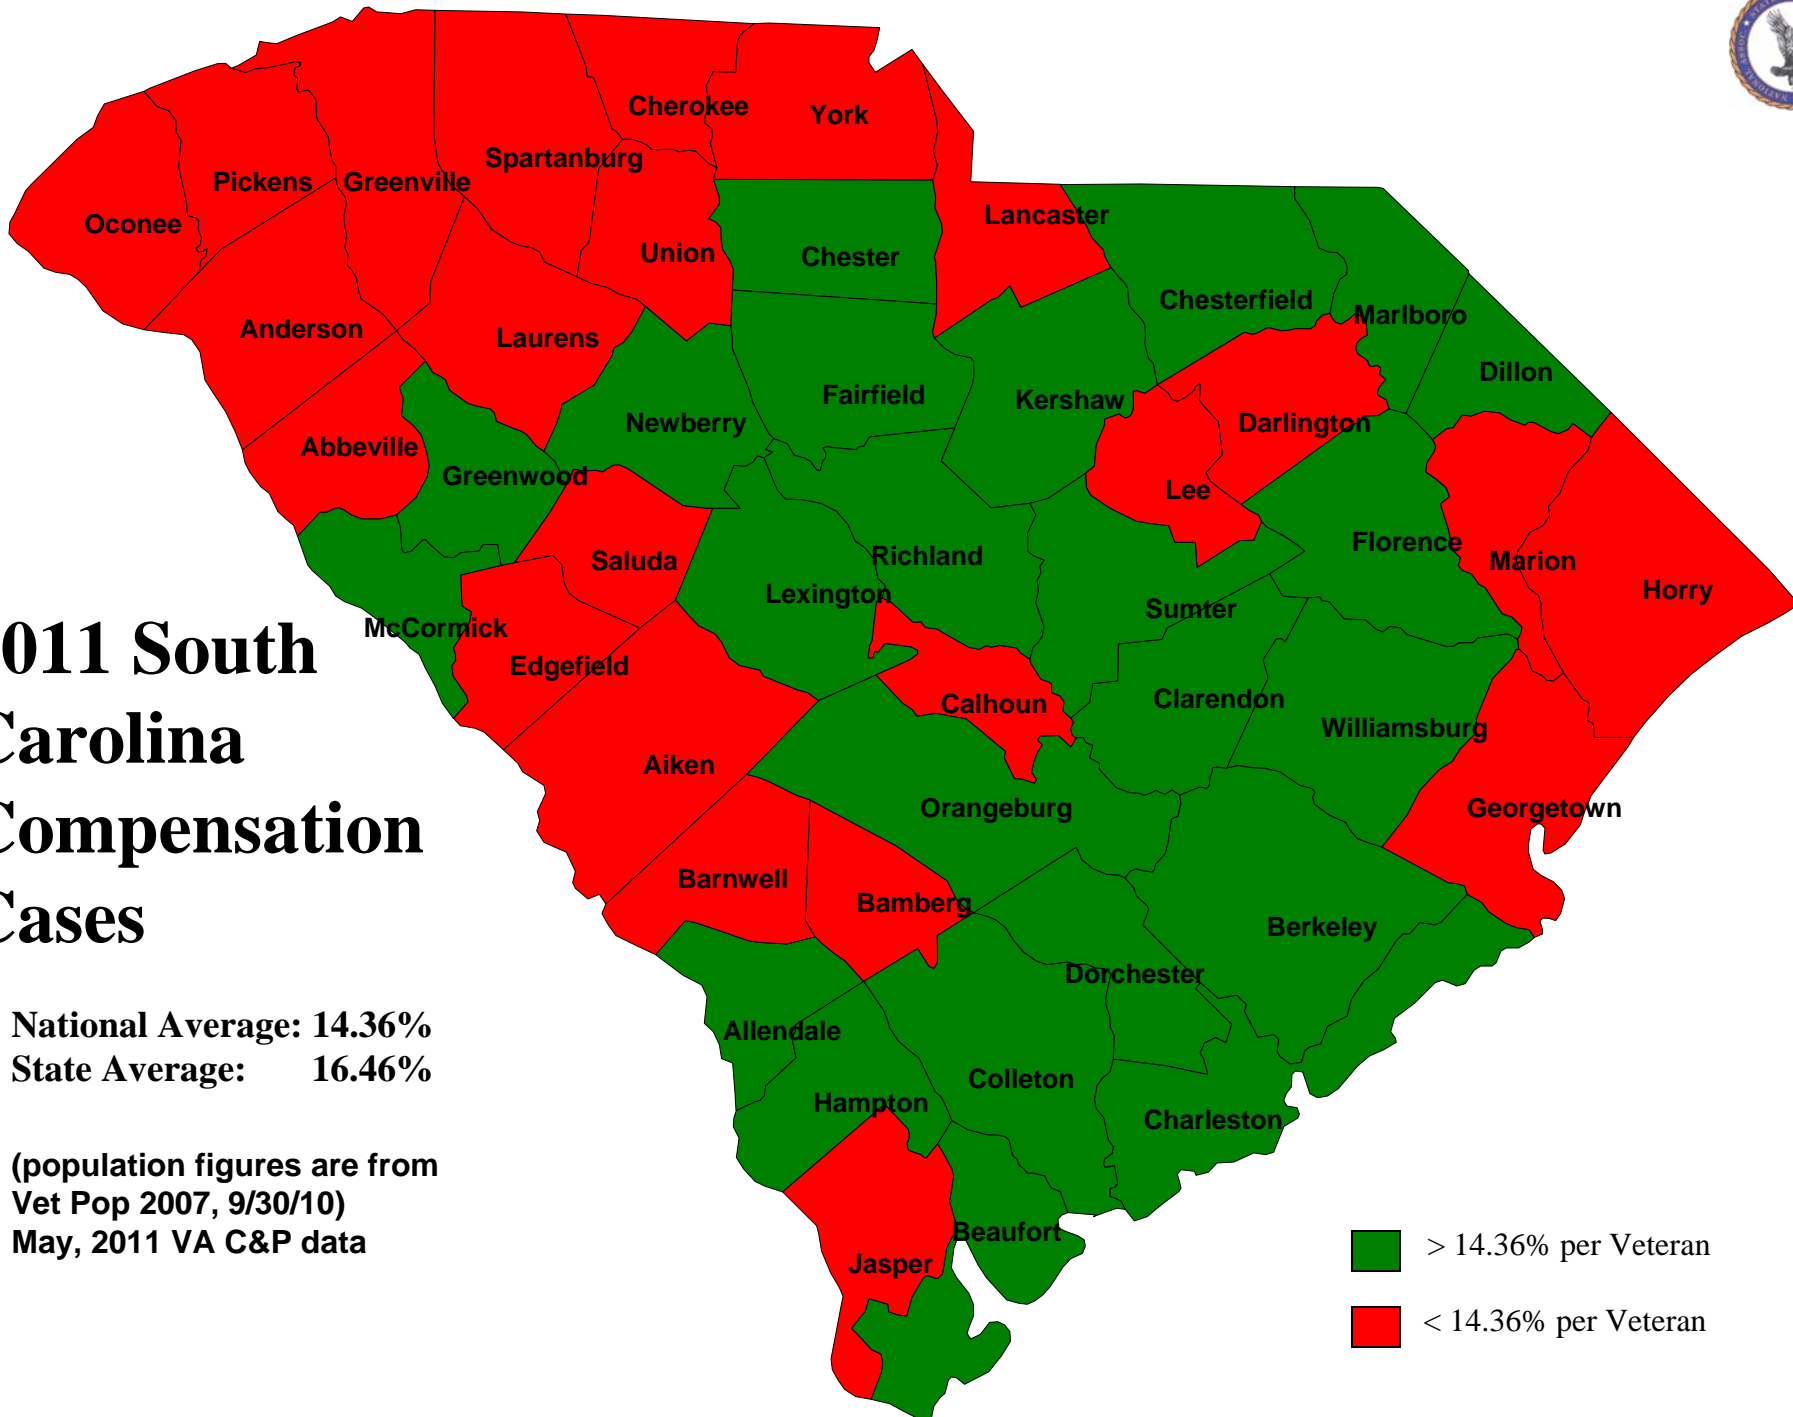 Cherokee
York
Spartanburg
Pickens
Greenville
Oconee
Lancaster
Union
Chester
Chesterfield
Marlboro
Anderson
Laurens
Dillon
Fairfield
Kershaw
Newberry
Darlington
Abbeville
Greenwood
Lee
Florence
Richland
Saluda
Marion
Horry
Lexington
Sumter
McCormick
Edgefield
Calhoun
Clarendon
Williamsburg
Aiken
Orangeburg
Georgetown
Barnwell
Bamberg
Berkeley
Dorchester
Allendale
Colleton
Hampton
Charleston
Beaufort
Jasper
011 South
Carolina
Compensation
Cases
National Average: 14.36%
State Average: 16.46%
(population figures are from
Vet Pop 2007, 9/30/10)
May, 2011 VA C&P data
> 14.36% per Veteran
< 14.36% per Veteran